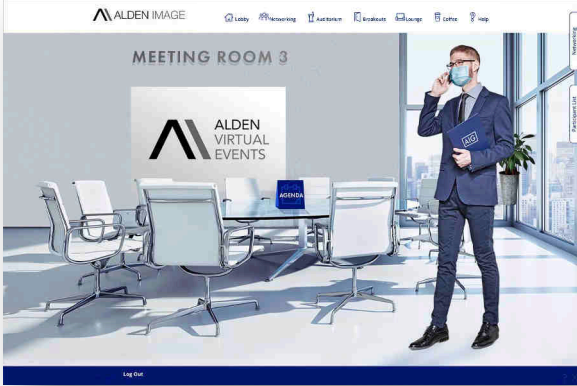 ALDEN IMAGE
Lobby
Networking
Auditorium
Breakouts
Lounge
Coffee
Help
Networking
Participant List
MEETING ROOM 3
ALDEN
VIRTUAL
EVENTS
AIG
AGENDA
Log Out